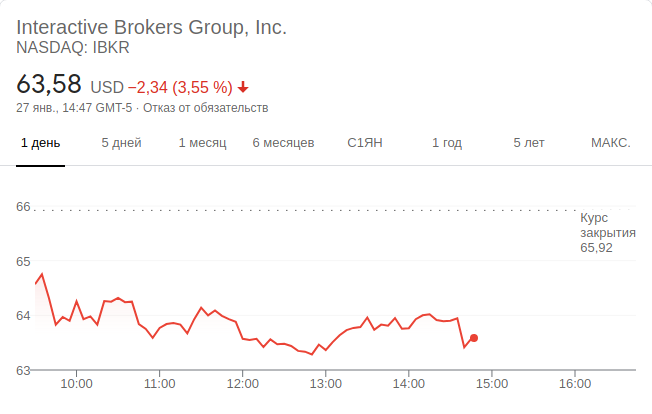 Interactive Brokers Group, Inc.
NASDAQ: IBKR
63,58 USD −2,34 (3,55 %)
27 янв., 14:47 GMT-5 · Отказ от обязательств
1 день 5 дней 1 месяц 6 месяцев С1ЯН 1 год 5 лет МАКС.
66
Курс
закрытия
65,92
65
64
63
10:00 11:00 12:00 13:00 14:00 15:00 16:00